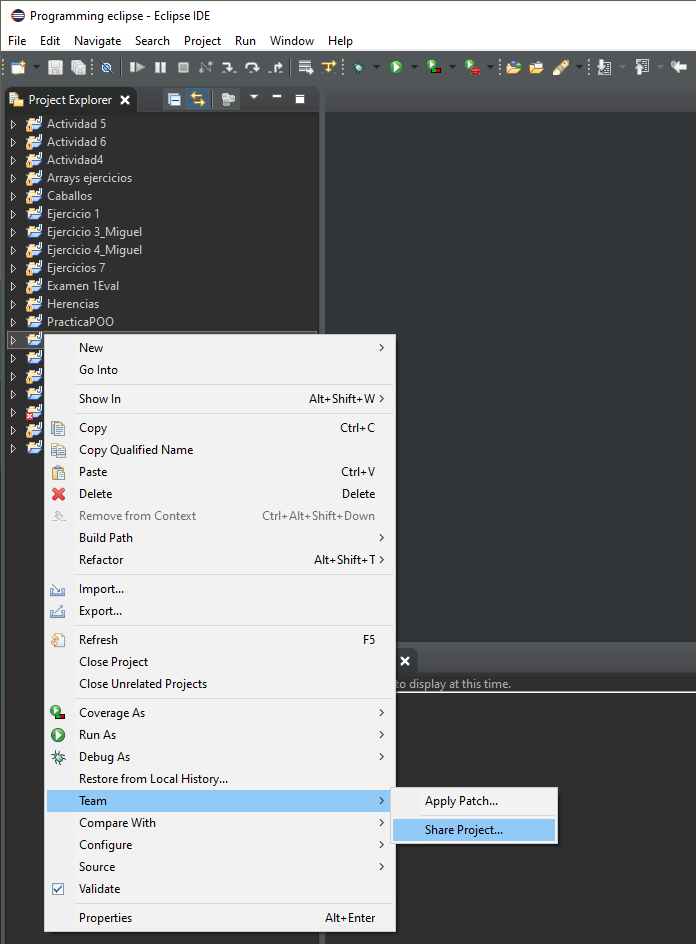 Programming eclipse - Eclipse IDE
File Edit Navigate Search Project Run Window Help
Project Explorer
Actividad 5
Actividad 6
Actividad4
Arrays ejercicios
Caballos
Ejercicio 1
Ejercicio 3_Miguel
Ejercicio 4_Miguel
Ejercicios 7
Examen 1Eval
Herencias
PracticaPOO
New
Go Into
Show In Alt+Shift+W
Copy Ctrl+C
Copy Qualified Name
Paste Ctrl+V
Delete Delete
Remove from Context Ctrl+Alt+Shift+Down
Build Path
Refactor Alt+Shift+T
Import...
Export...
Refresh F5
Close Project
Close Unrelated Projects
to display at this time.
Coverage As
Run As
Debug As
Restore from Local History...
Team
Apply Patch...
Compare With
Share Project...
Configure
Source
Validate
Properties Alt+Enter